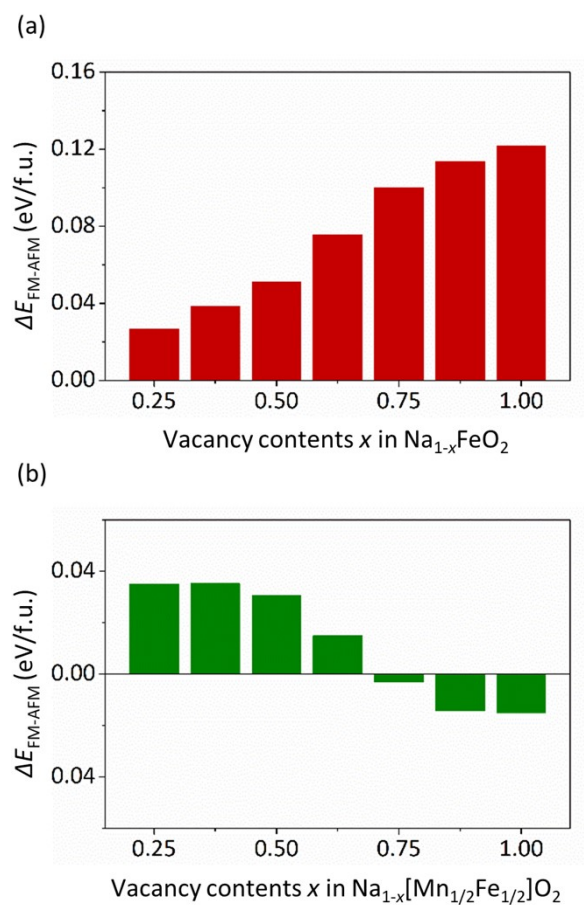 (a)
0.16
0.12
0.08
0.04
0.00
ΔE_FM-AFM (eV/f.u.)
0.25 0.50 0.75 1.00
Vacancy contents x in Na₁₋ₓFeO₂
(b)
0.04
0.00
0.04
ΔE_FM-AFM (eV/f.u.)
0.25 0.50 0.75 1.00
Vacancy contents x in Na₁₋ₓ[Mn₁/₂Fe₁/₂]O₂